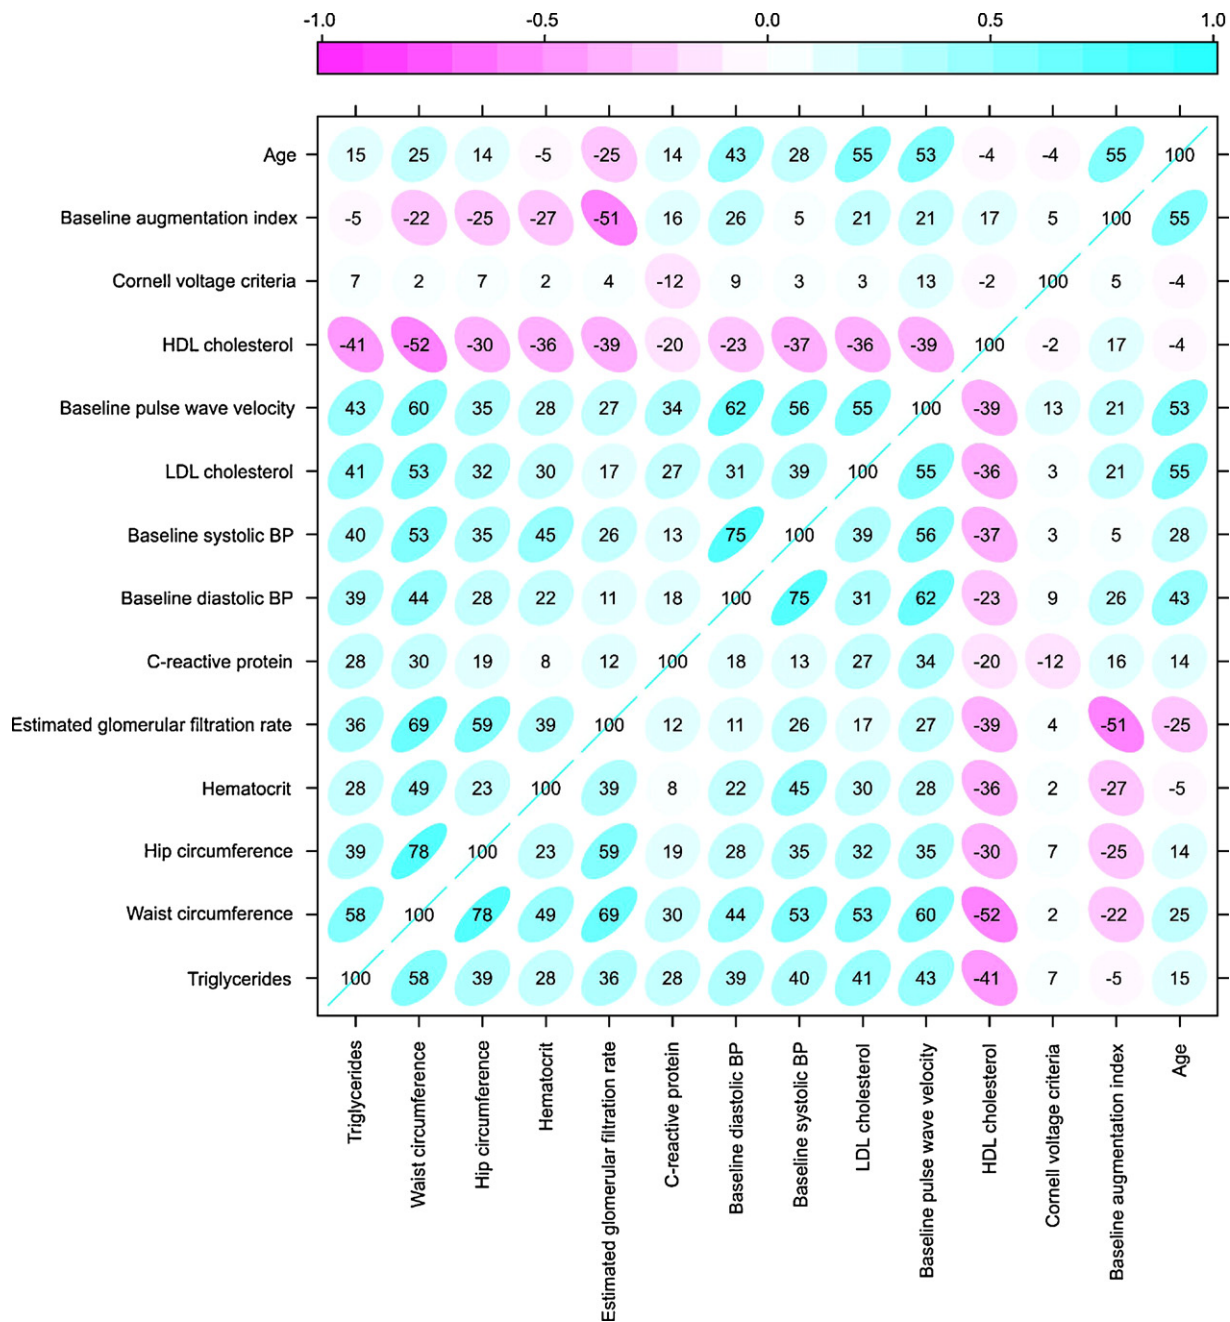 -1.0 -0.5 0.0 0.5 1.0
Age 15 25 14 -5 -25 14 43 28 55 53 -4 -4 55 100
Baseline augmentation index -5 -22 -25 -27 -51 16 26 5 21 21 17 5 100 55
Cornell voltage criteria 7 2 7 2 4 -12 9 3 3 13 -2 100 5 -4
HDL cholesterol -41 -52 -30 -36 -39 -20 -23 -37 -36 -39 100 -2 17 -4
Baseline pulse wave velocity 43 60 35 28 27 34 62 56 55 100 -39 13 21 53
LDL cholesterol 41 53 32 30 17 27 31 39 100 55 -36 3 21 55
Baseline systolic BP 40 53 35 45 26 13 75 100 39 56 -37 3 5 28
Baseline diastolic BP 39 44 28 22 11 18 100 75 31 62 -23 9 26 43
C-reactive protein 28 30 19 8 12 100 18 13 27 34 -20 -12 16 14
Estimated glomerular filtration rate 36 69 59 39 100 12 11 26 17 27 -39 4 -51 -25
Hematocrit 28 49 23 100 39 8 22 45 30 28 -36 2 -27 -5
Hip circumference 39 78 100 23 59 19 28 35 32 35 -30 7 -25 14
Waist circumference 58 100 78 49 69 30 44 53 53 60 -52 2 -22 25
Triglycerides 100 58 39 28 36 28 39 40 41 43 -41 7 -5 15
Triglycerides
Waist circumference
Hip circumference
Hematocrit
Estimated glomerular filtration rate
C-reactive protein
Baseline diastolic BP
Baseline systolic BP
LDL cholesterol
Baseline pulse wave velocity
HDL cholesterol
Cornell voltage criteria
Baseline augmentation index
Age